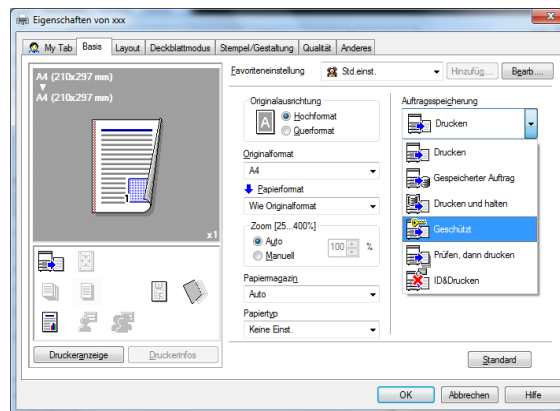 Eigenschaften von xxx
My Tab
Basis
Layout
Deckblattmodus
Stempel/Gestaltung
Qualität
Anderes
A4 (210x297 mm)
A4 (210x297 mm)
1
x1
Druckeranzeige
Druckerinfos
Favoriteneinstellung
Std.einst.
Hinzufüg....
Bearb....
Originalausrichtung
A
Hochformat
Querformat
Originalformat
A4
Papierformat
Wie Originalformat
Zoom [25...400%]
Auto
Manuell
100
%
Papiermagazin
Auto
Papiertyp
Keine Einst.
Auftragsspeicherung
Drucken
Drucken
Gespeicherter Auftrag
Drucken und halten
Geschützt
Prüfen, dann drucken
ID&Drucken
Standard
OK
Abbrechen
Hilfe